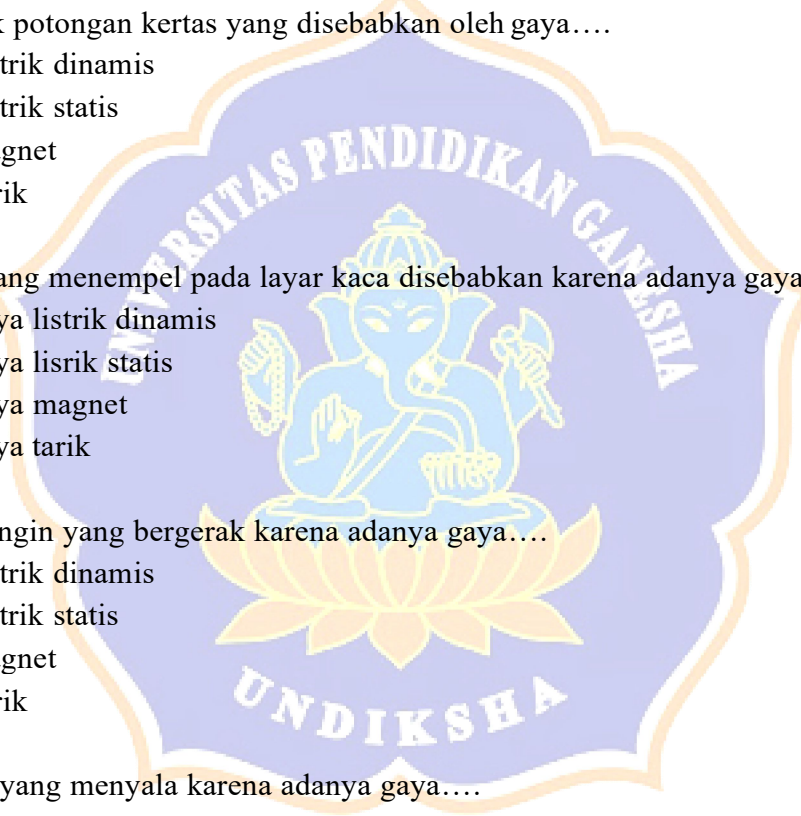 potongan kertas yang disebabkan oleh gaya….
trik dinamis
trik statis
gnet
rik
UNIVERSITAS PENDIDIKAN GANESHA
ang menempel pada layar kaca disebabkan karena adanya gaya
ya listrik dinamis
ya lisrik statis
ya magnet
ya tarik
ngin yang bergerak karena adanya gaya….
trik dinamis
trik statis
gnet
rik
UNDIKSHA
yang menyala karena adanya gaya….